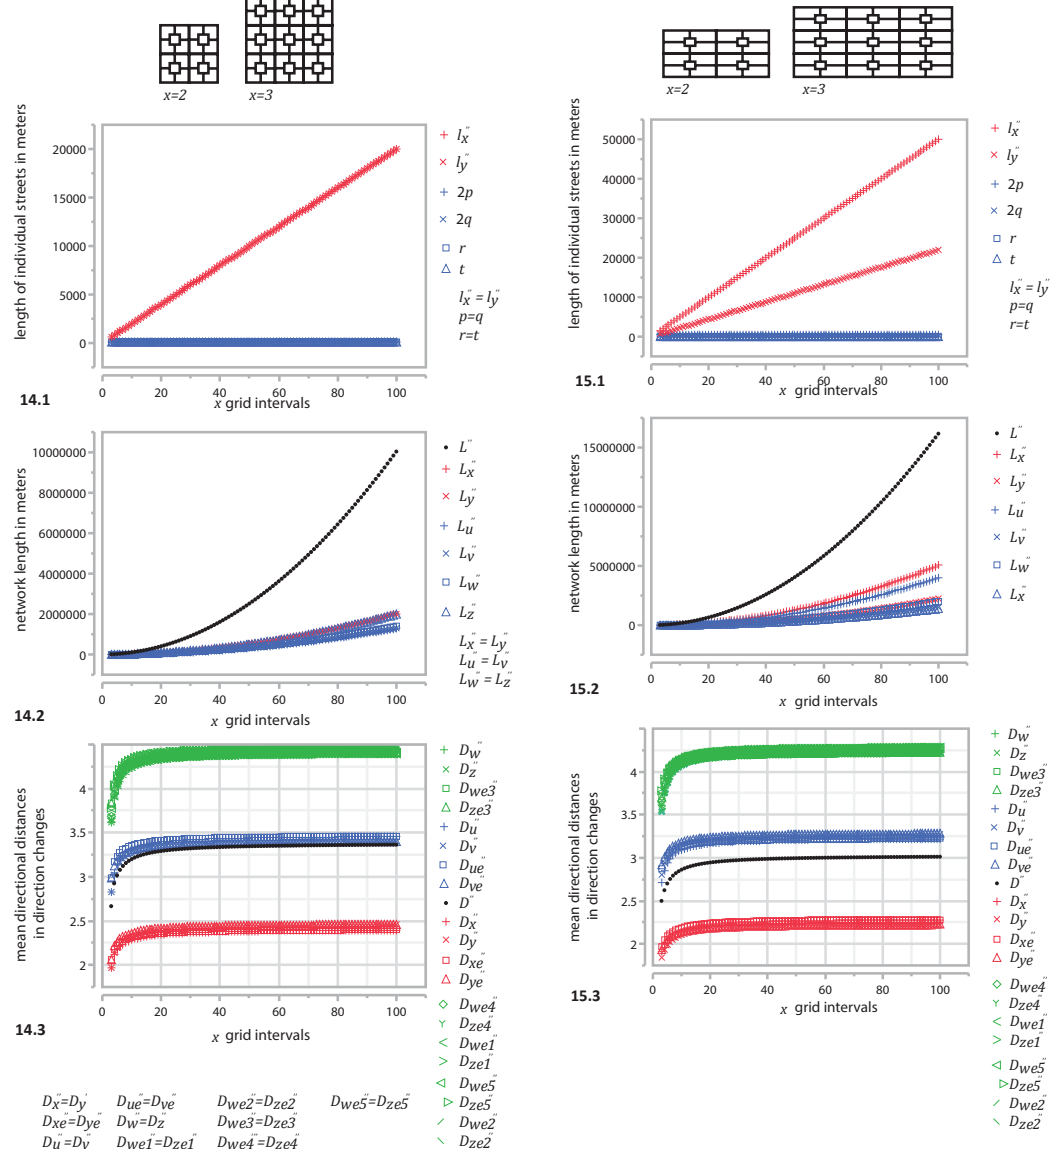 x=2
x=3
length of individual streets in meters
20000
15000
10000
5000
0
0 20 40 60 80 100
x grid intervals
14.1
lx''
ly''
2p
2q
r
t
lx'' = ly''
p=q
r=t
network length in meters
10000000
8000000
6000000
4000000
2000000
0
0 20 40 60 80 100
x grid intervals
14.2
L''
Lx''
Ly''
Lu''
Lv''
Lw''
Lz''
Lx'' = Ly''
Lu'' = Lv''
Lw'' = Lz''
mean directional distances
in direction changes
4
3.5
3
2.5
2
0 20 40 60 80 100
x grid intervals
14.3
Dw''
Dz''
Dwe3''
Dze3''
Du''
Dv''
Due''
Dve''
D''
Dx''
Dy''
Dxe''
Dye''
Dwe4''
Dze4''
Dwe1''
Dze1''
Dwe5''
Dze5''
Dwe2''
Dze2''
Dx''=Dy' Due''=Dve'' Dwe2''=Dze2'' Dwe5''=Dze5''
Dxe''=Dye'' Dw''=Dz'' Dwe3''=Dze3''
Du''=Dv'' Dwe1''=Dze1'' Dwe4''=Dze4''
x=2
x=3
length of individual streets in meters
50000
40000
30000
20000
10000
0
0 20 40 60 80 100
x grid intervals
15.1
lx''
ly''
2p
2q
r
t
lx'' = ly''
p=q
r=t
network length in meters
15000000
10000000
5000000
0
0 20 40 60 80 100
x grid intervals
15.2
L''
Lx''
Ly''
Lu''
Lv''
Lw''
Lx''
mean directional distances
in direction changes
4
3.5
3
2.5
2
0 20 40 60 80 100
x grid intervals
15.3
Dw''
Dz''
Dwe3''
Dze3''
Du''
Dv''
Due''
Dve''
D''
Dx''
Dy''
Dxe''
Dye''
Dwe4''
Dze4''
Dwe1''
Dze1''
Dwe5''
Dze5''
Dwe2''
Dze2''